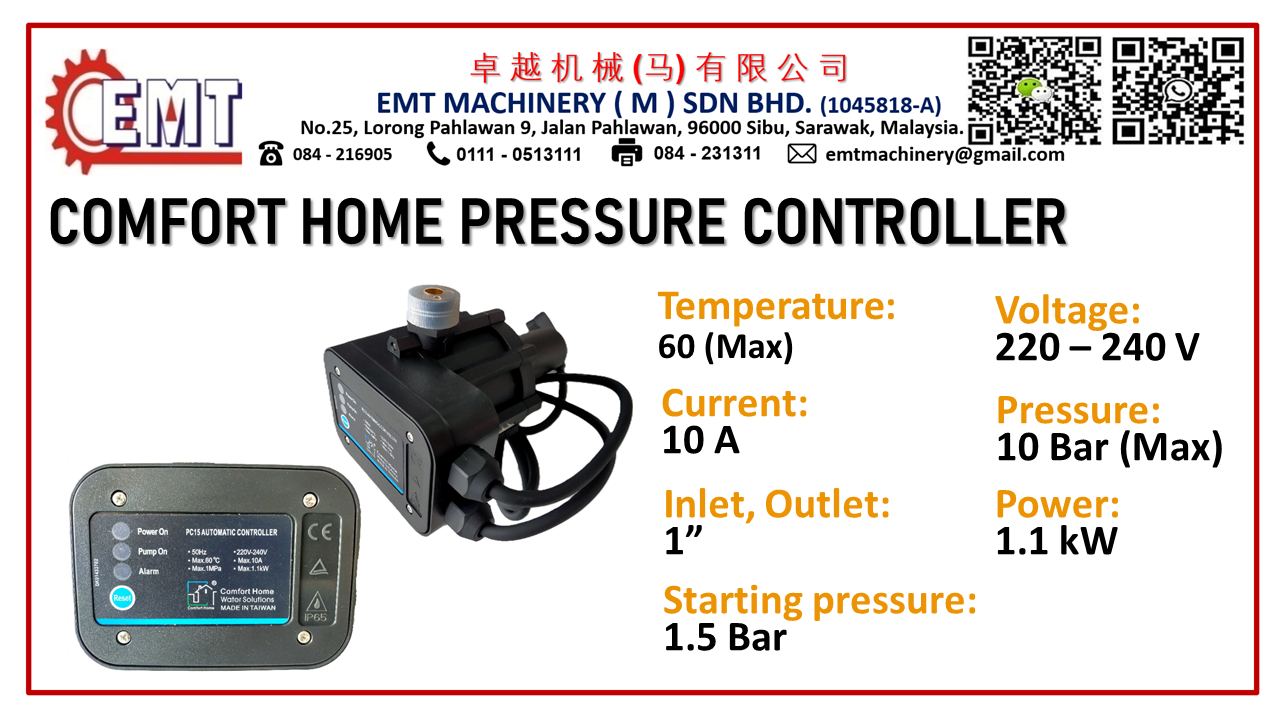 EMT
卓越机械(马)有限公司
EMT MACHINERY ( M ) SDN BHD. (1045818-A)
No.25, Lorong Pahlawan 9, Jalan Pahlawan, 96000 Sibu, Sarawak, Malaysia.
084 - 216905 0111 - 0513111 084 - 231311 emtmachinery@gmail.com
COMFORT HOME PRESSURE CONTROLLER
Temperature:
60 (Max)
Voltage:
220 – 240 V
Current:
10 A
Pressure:
10 Bar (Max)
Inlet, Outlet:
1”
Power:
1.1 kW
Starting pressure:
1.5 Bar
Power On
Pump On
Alarm
Reset
PC15 AUTOMATIC CONTROLLER
• 50Hz • 220V-240V
• Max.60℃ • Max.10A
• Max.1MPa • Max.1.1kW
Comfort Home
Comfort Home
Water Solutions
MADE IN TAIWAN
CE
IP65